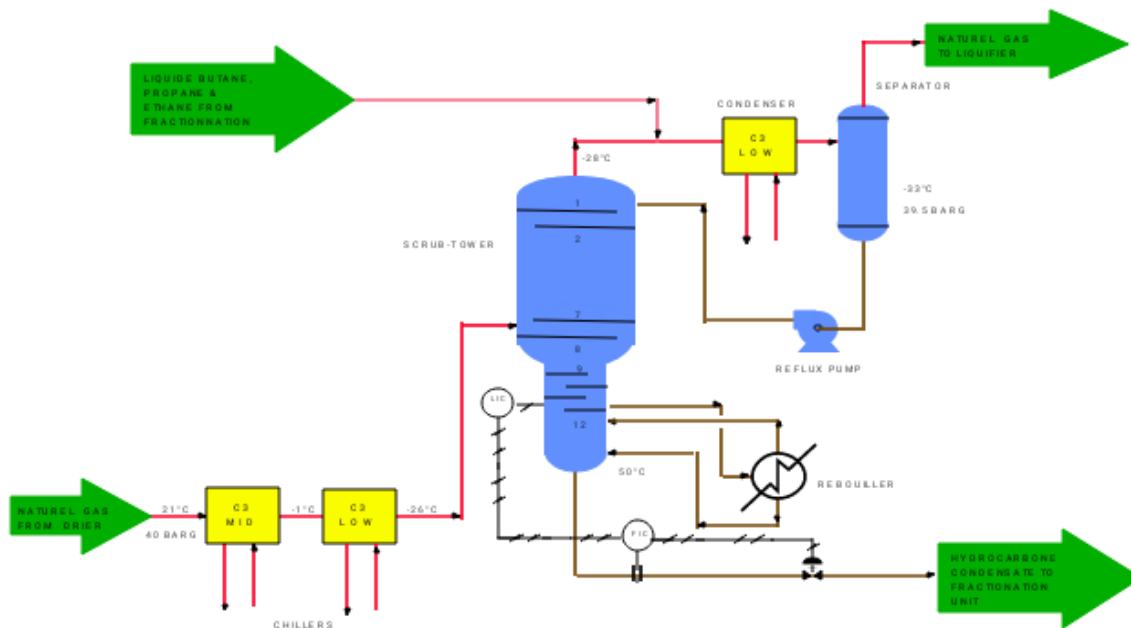 NATUREL GAS
TO LIQUIFIER
LIQUIDE BUTANE,
PROPANE &
ETHANE FROM
FRACTIONNATION
SEPARATOR
CONDENSER
C3
LOW
-28°C
-33°C
39.5BARG
1
2
SCRUB-TOWER
7
8
9
12
REFLUX PUMP
LIC
50°C
REBOUILLER
NATUREL GAS
FROM DRIER
21°C
40 BARG
C3
MID
-1°C
C3
LOW
-26°C
FIC
CHILLERS
HYDROCARBONE
CONDENSATE TO
FRACTIONATION
UNIT